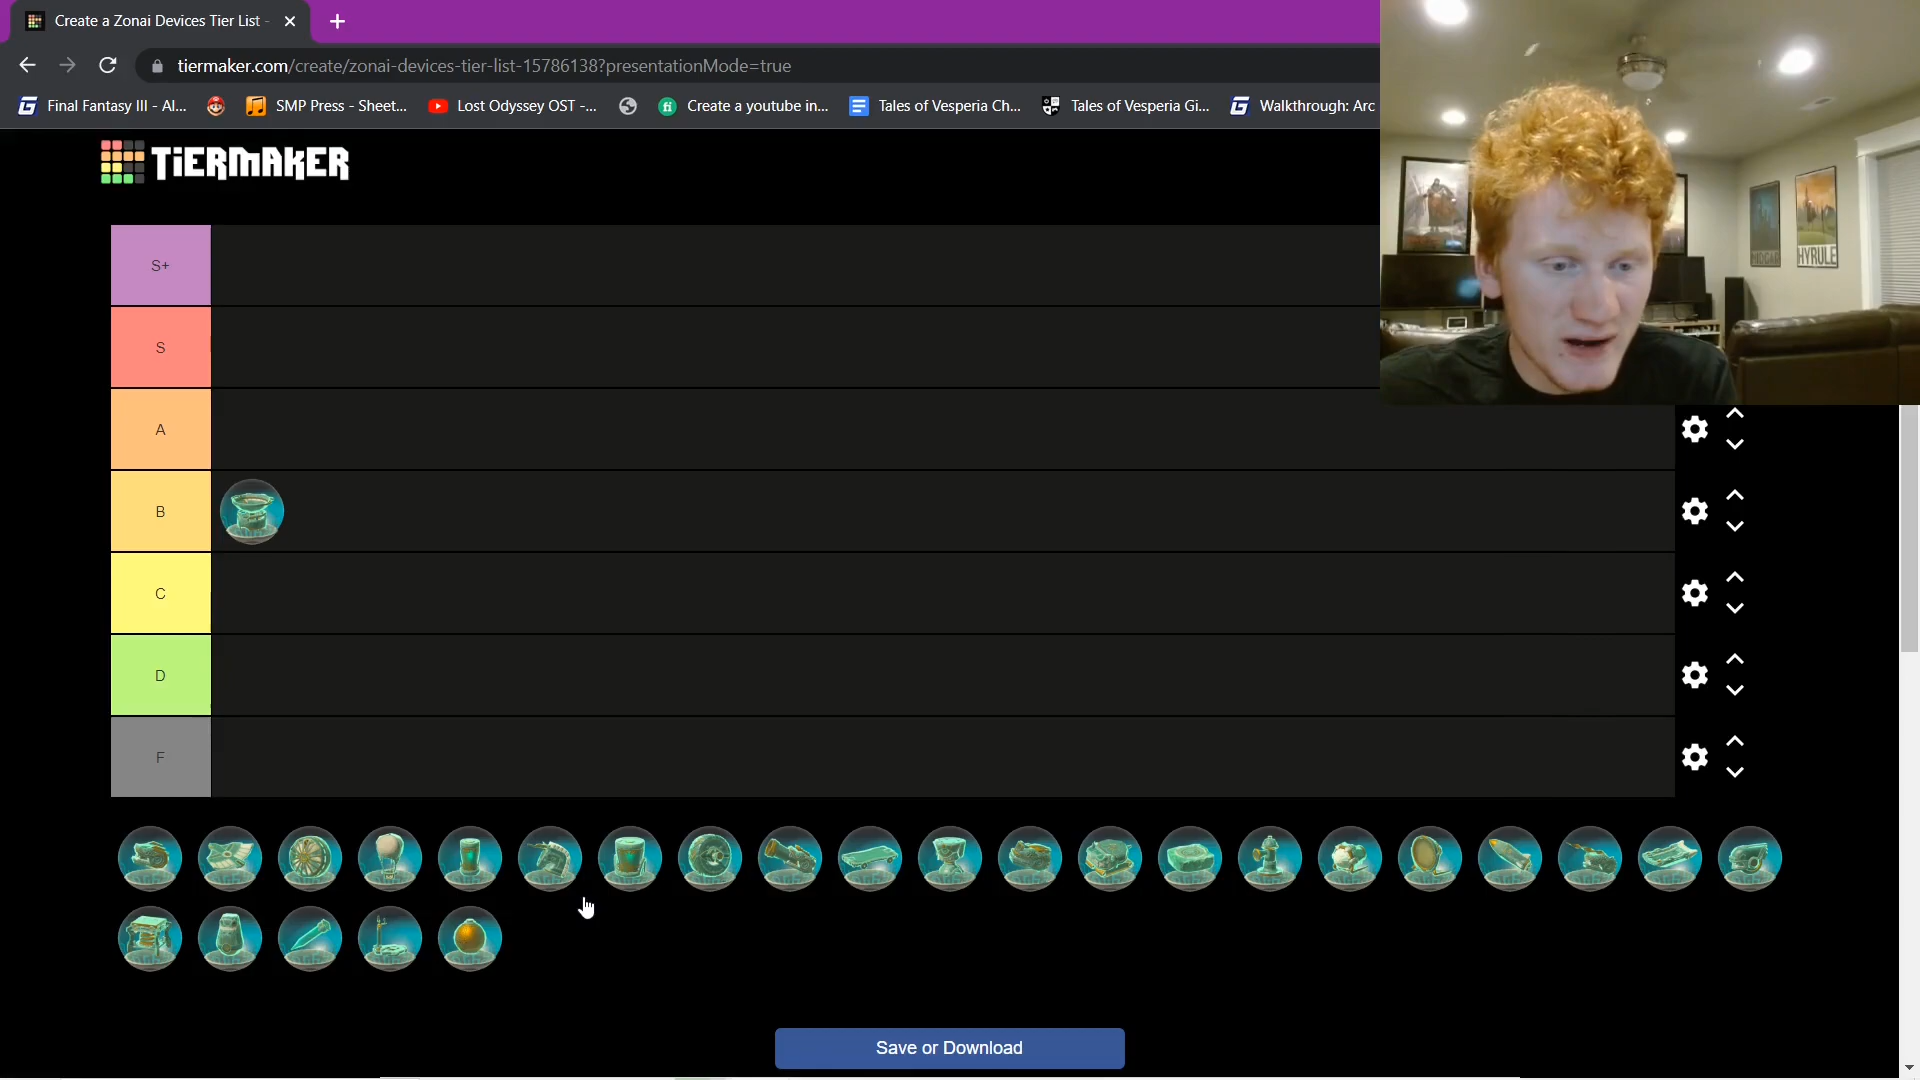 Create a Zonai Devices Tier List -
tiermaker.com/create/zonai-devices-tier-list-15786138?presentationMode=true
Final Fantasy III - Al...
SMP Press - Sheet...
Lost Odyssey OST -...
Create a youtube in...
Tales of Vesperia Ch...
Tales of Vesperia Gi...
Walkthrough: Arc
TiERMAKER
S+
S
A
B
C
D
F
MIDGAR
HYRULE
Save or Download